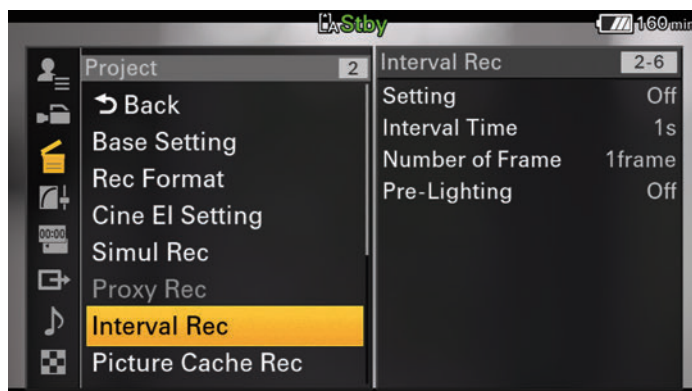 A Stby 160 min
Project 2
Back
Base Setting
Rec Format
Cine EI Setting
Simul Rec
Proxy Rec
Interval Rec
Picture Cache Rec
00:00
Interval Rec 2-6
Setting Off
Interval Time 1s
Number of Frame 1frame
Pre-Lighting Off